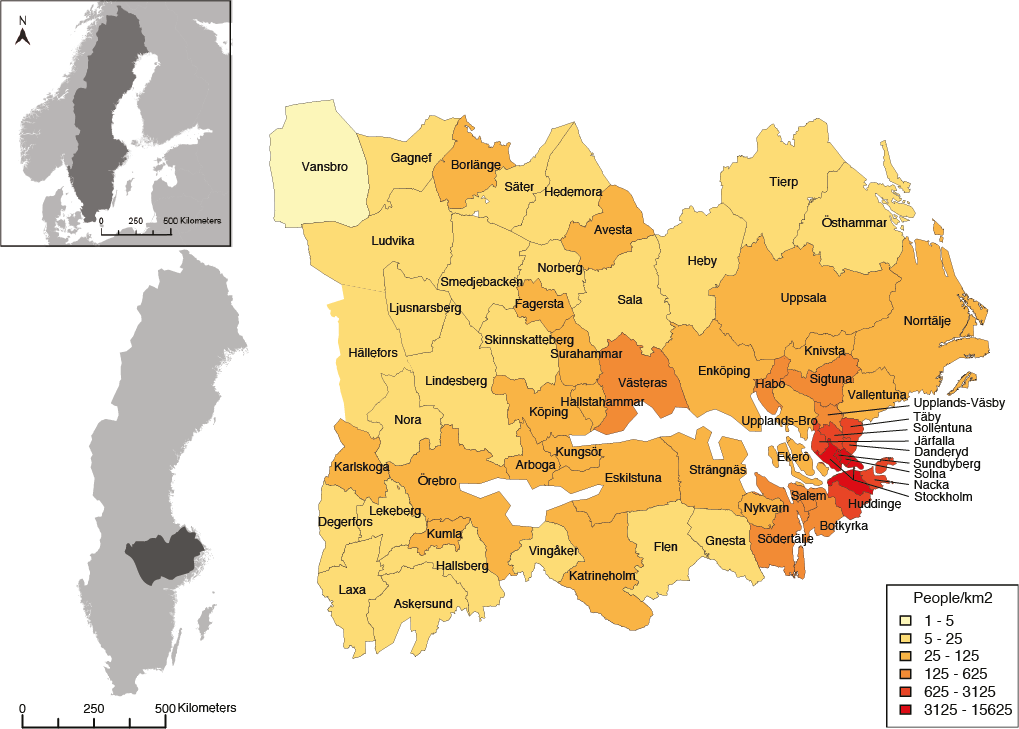 N
0 250 500 Kilometers
Vansbro
Gagnef
Borlänge
Säter
Hedemora
Avesta
Tierp
Östhammar
Ludvika
Smedjebacken
Norberg
Heby
Fagersta
Sala
Uppsala
Ljusnarsberg
Norrtälje
Skinnskatteberg
Surahammar
Hällefors
Knivsta
Enköping
Lindesberg
Västeras
Habo
Sigtuna
Vallentuna
Hallstahammar
Köping
Nora
Upplands-Bro
Upplands-Väsby
Täby
Sollentuna
Järfalla
Danderyd
Sundbyberg
Solna
Nacka
Stockholm
Kungsör
Ekerö
Karlskoga
Arboga
Örebro
Eskilstuna
Strängnäs
Salem
Huddinge
Nykvarn
Lekeberg
Degerfors
Botkyrka
Kumla
Södertälje
Gnesta
Flen
Vingåker
Hallsberg
Katrineholm
Laxa
Askersund
People/km2
1 - 5
5 - 25
25 - 125
125 - 625
625 - 3125
3125 - 15625
0 250 500 Kilometers